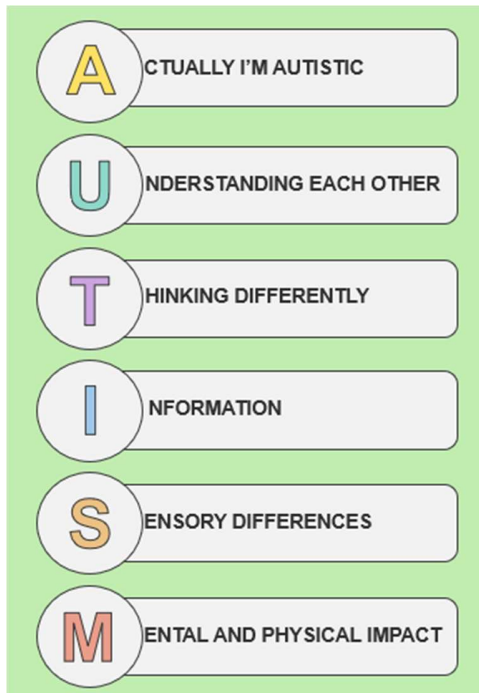 ACTUALLY I'M AUTISTIC
UNDERSTANDING EACH OTHER
THINKING DIFFERENTLY
INFORMATION
SENSORY DIFFERENCES
MENTAL AND PHYSICAL IMPACT